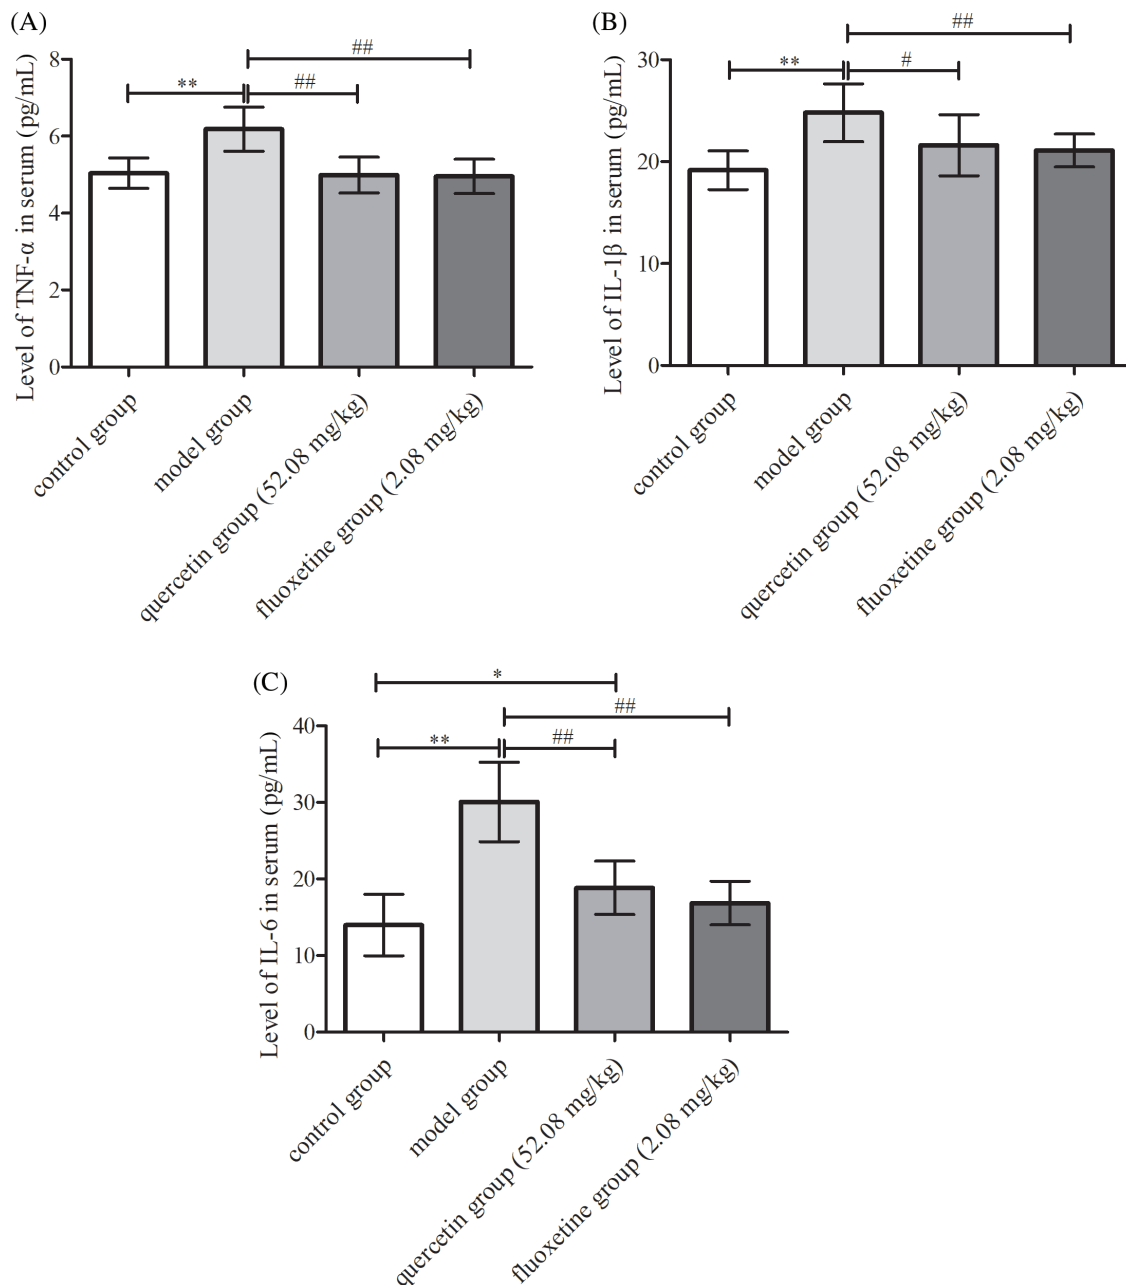 (A)
Level of TNF-α in serum (pg/mL)
8
6
4
2
0
**
##
##
control group
model group
quercetin group (52.08 mg/kg)
fluoxetine group (2.08 mg/kg)
(B)
Level of IL-1β in serum (pg/mL)
30
20
10
0
**
#
##
control group
model group
quercetin group (52.08 mg/kg)
fluoxetine group (2.08 mg/kg)
(C)
Level of IL-6 in serum (pg/mL)
40
30
20
10
0
*
##
**
##
control group
model group
quercetin group (52.08 mg/kg)
fluoxetine group (2.08 mg/kg)